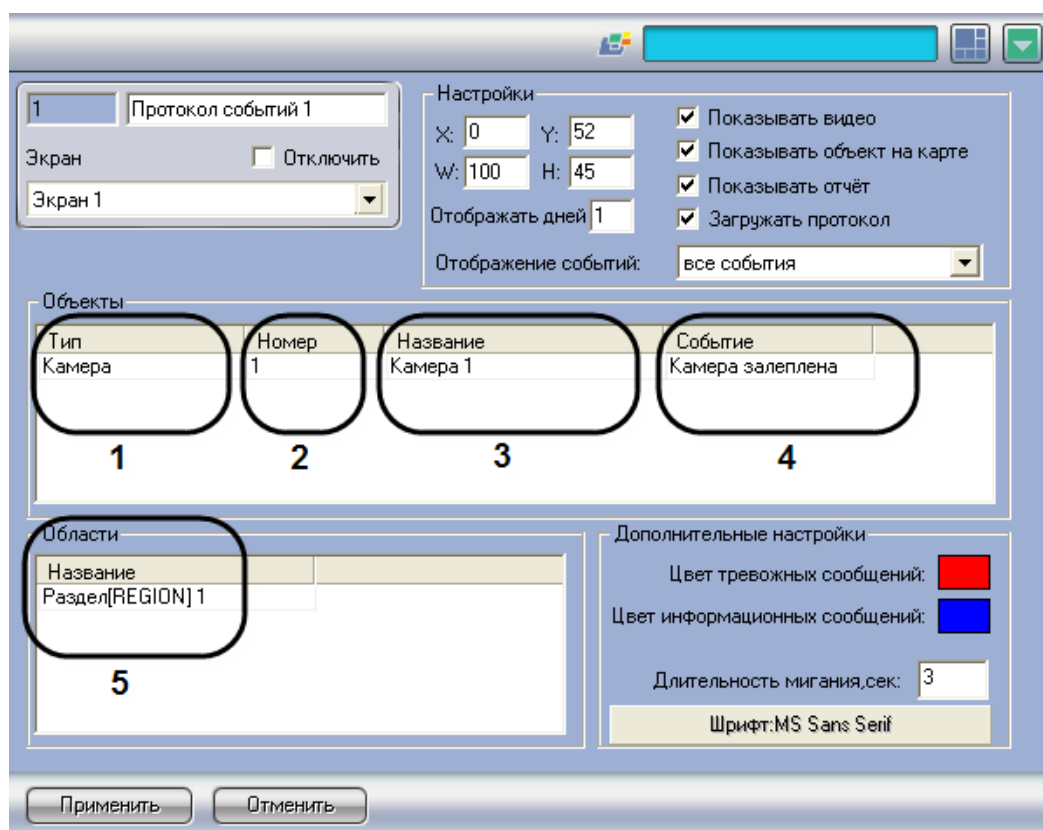 1 Протокол событий 1
Экран Отключить
Экран 1
Настройки
X: 0 Y: 52
W: 100 H: 45
Отображать дней 1
Показывать видео
Показывать объект на карте
Показывать отчёт
Загружать протокол
Отображение событий: все события
Объекты
Тип Номер Название Событие
Камера 1 Камера 1 Камера залеплена
1 2 3 4
Области
Название
Раздел[REGION] 1
5
Дополнительные настройки
Цвет тревожных сообщений:
Цвет информационных сообщений:
Длительность мигания,сек: 3
Шрифт:MS Sans Serif
Применить Отменить